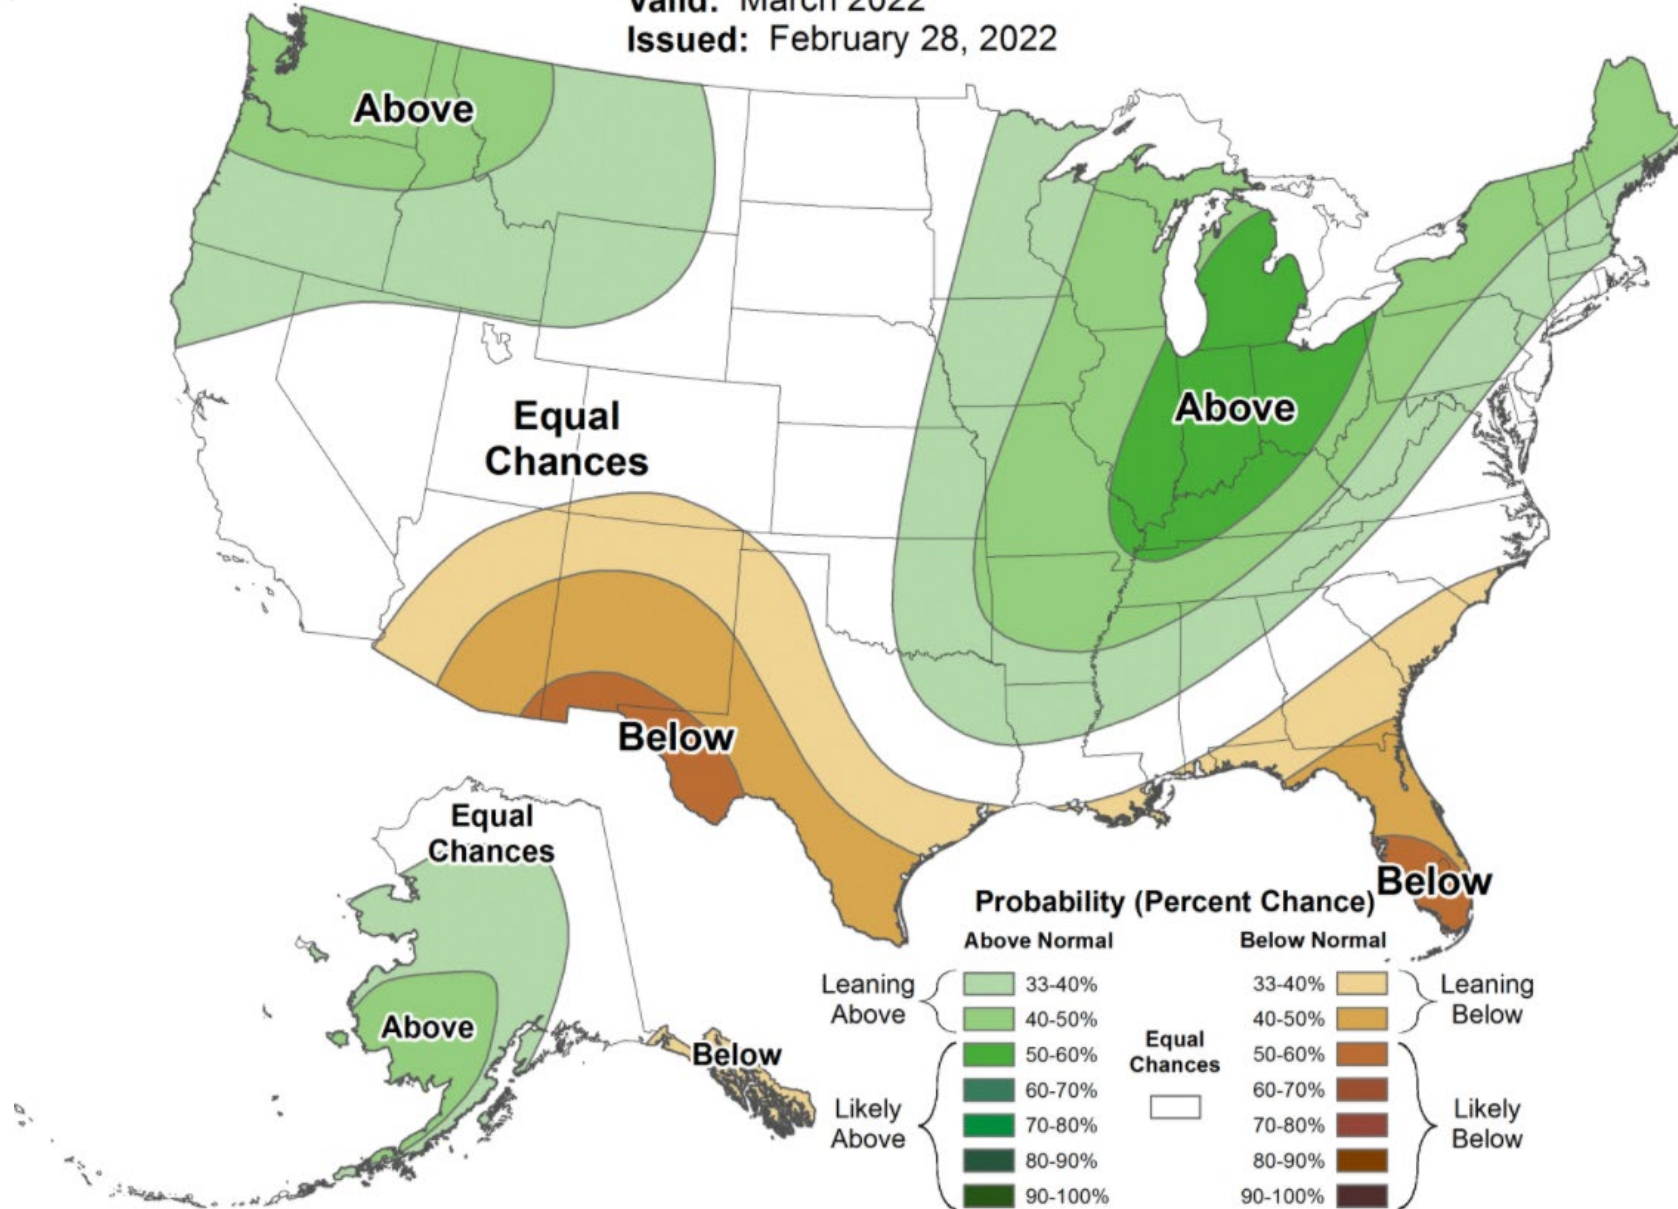 Valid: March 2022
Issued: February 28, 2022
Above
Above
Equal
Chances
Below
Equal
Chances
Above
Below
Below
Probability (Percent Chance)
Above Normal
Below Normal
Leaning
Above
33-40%
40-50%
Likely
Above
50-60%
60-70%
70-80%
80-90%
90-100%
Equal
Chances
33-40%
40-50%
Leaning
Below
50-60%
60-70%
70-80%
80-90%
90-100%
Likely
Below